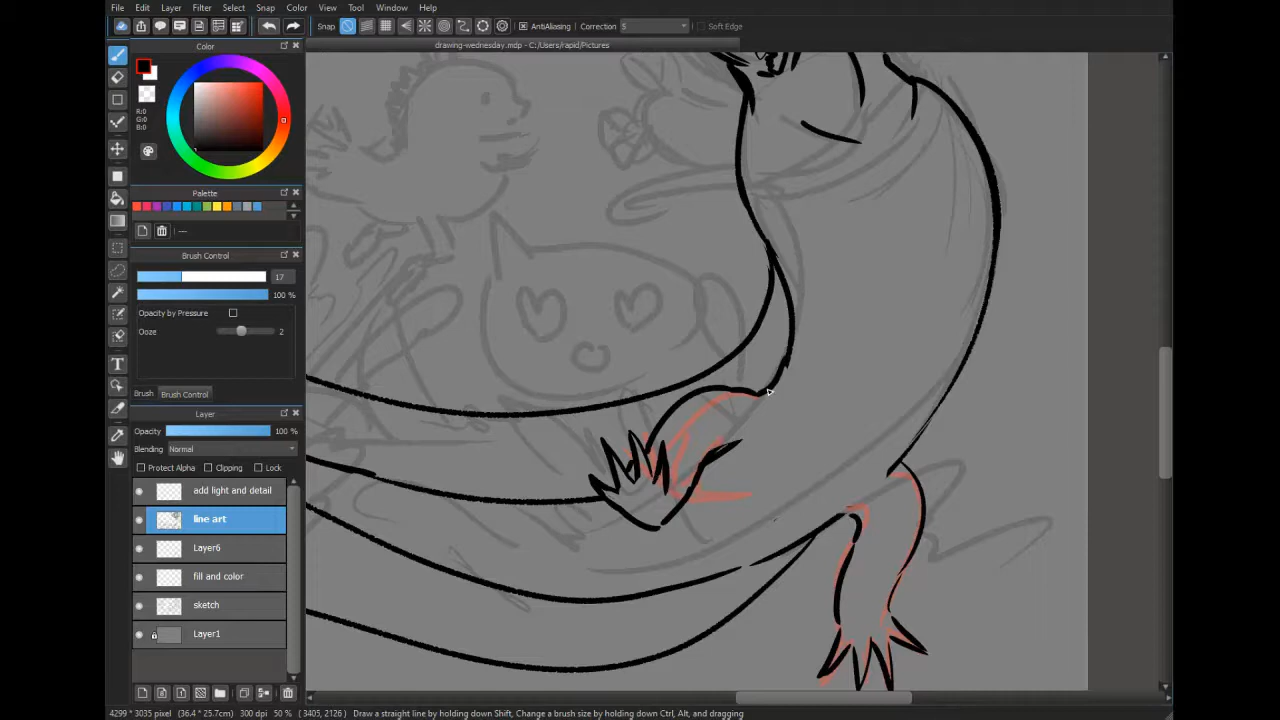 File Edit Layer Filter Select Snap Color View Tool Window Help
Snap AntiAliasing Correction 5 Soft Edge
Color
drawing-wednesday.mdp - C:/Users/rapid/Pictures
R:0
G:0
B:0
Palette
---
Brush Control
17
100 %
Opacity by Pressure
Ooze 2
Brush Brush Control
Layer
Opacity 100 %
Blending Normal
Protect Alpha Clipping Lock
add light and detail
line art
Layer6
fill and color
sketch
Layer1
4299 * 3035 pixel (36.4 * 25.7cm) 300 dpi 50 % ( 3405, 2126 ) Draw a straight line by holding down Shift, Change a brush size by holding down Ctrl, Alt, and dragging